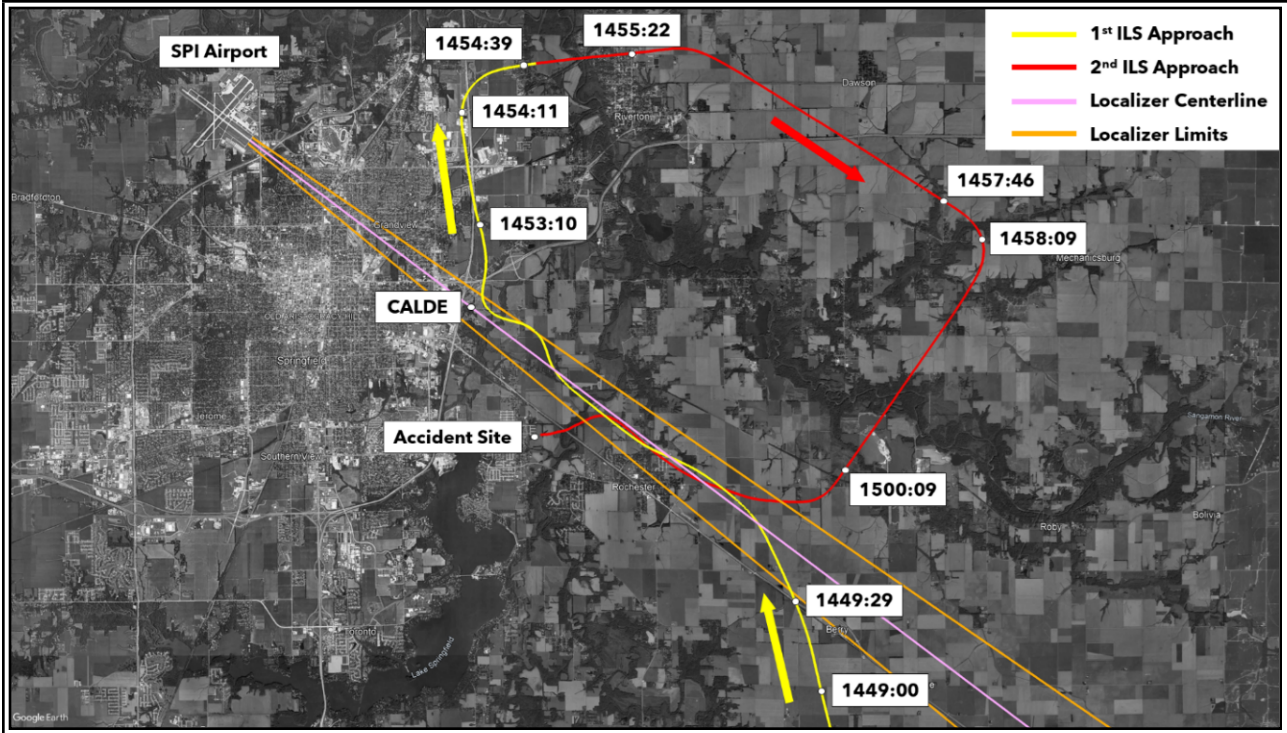 SPI Airport
1454:39
1455:22
1st ILS Approach
2nd ILS Approach
Localizer Centerline
Localizer Limits
Dawson
1454:11
Riverton
1457:46
Bradfordton
1453:10
Grandview
1458:09
Mechanicsburg
CALDE
Springfield
Jerome
Sangamon River
Accident Site
Southern View
Rochester
1500:09
Bolivia
Roby
1449:29
Toronto
Berry
Lake Springfield
1449:00
Google Earth